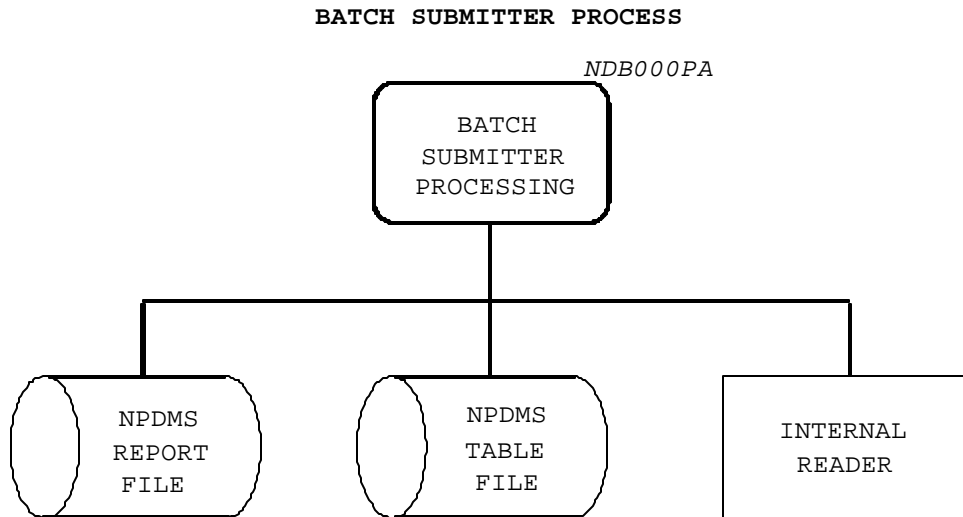 BATCH SUBMITTER PROCESS
NDB000PA
BATCH
SUBMITTER
PROCESSING
NPDMS
REPORT
FILE
NPDMS
TABLE
FILE
INTERNAL
READER